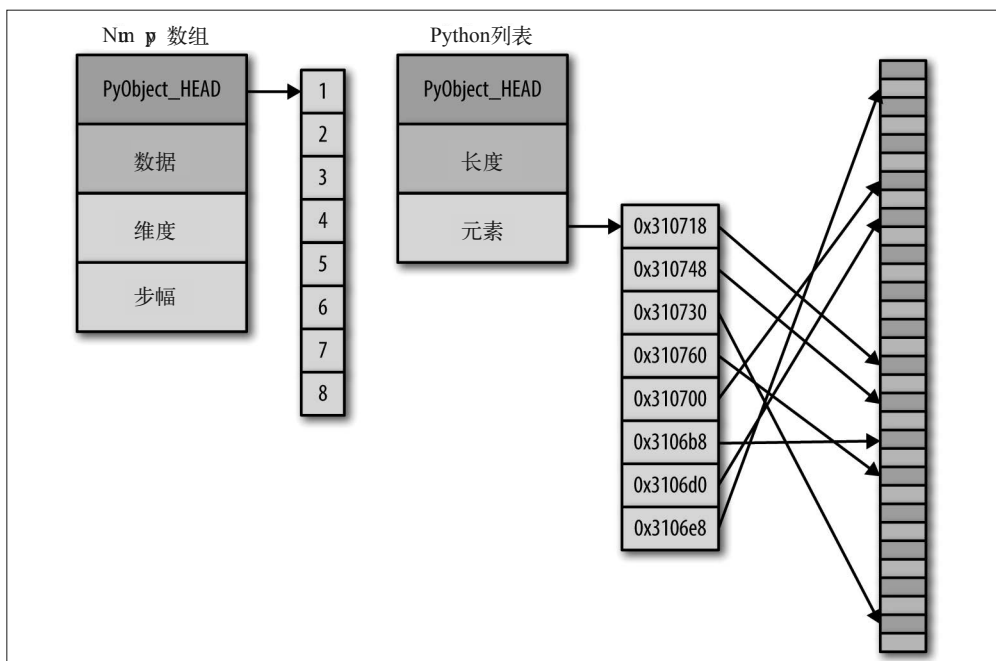 Numpy 数组
PyObject_HEAD
数据
维度
步幅
1
2
3
4
5
6
7
8
Python列表
PyObject_HEAD
长度
元素
0x310718
0x310748
0x310730
0x310760
0x310700
0x3106b8
0x3106d0
0x3106e8